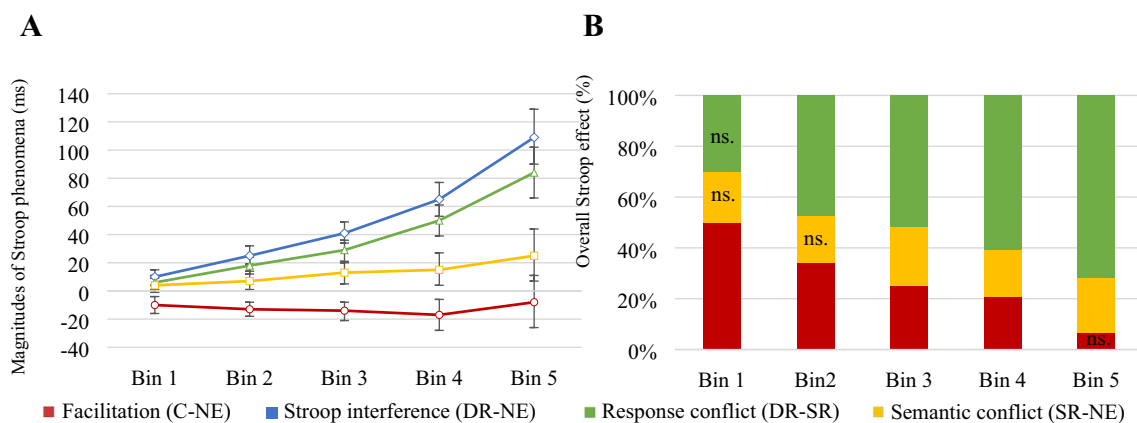 A
B
Magnitudes of Stroop phenomena (ms)
140
120
100
80
60
40
20
0
-20
-40
Bin 1 Bin 2 Bin 3 Bin 4 Bin 5
Overall Stroop effect (%)
100%
80%
60%
40%
20%
0%
ns.
ns.
ns.
ns.
Bin 1 Bin2 Bin 3 Bin 4 Bin 5
Facilitation (C-NE) Stroop interference (DR-NE) Response conflict (DR-SR) Semantic conflict (SR-NE)